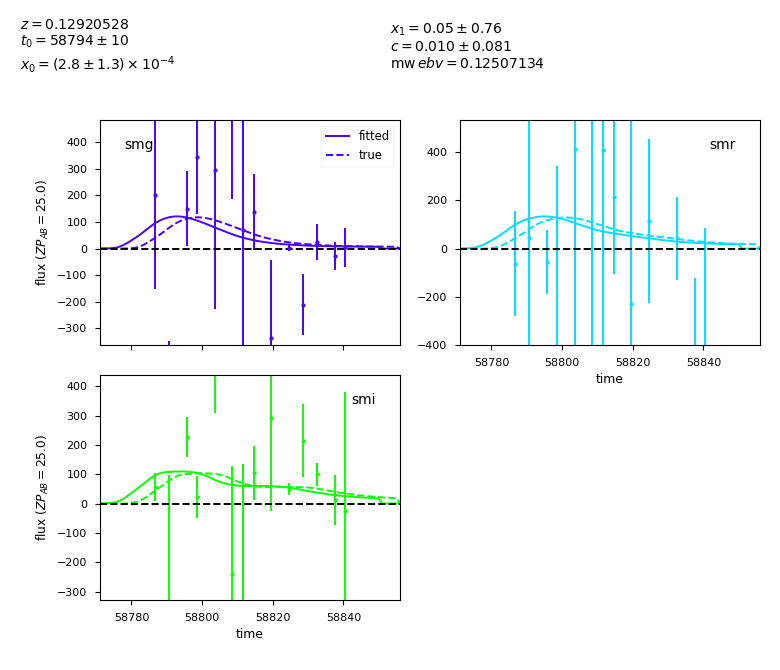 z = 0.12920528
t₀ = 58794 ± 10
x₀ = (2.8 ± 1.3) × 10⁻⁴
x₁ = 0.05 ± 0.76
c = 0.010 ± 0.081
mw ebv = 0.12507134
smg
fitted
true
400
300
200
100
0
−100
−200
−300
flux (ZP_AB = 25.0)
smr
400
200
0
−200
−400
58780 58800 58820 58840
time
smi
400
300
200
100
0
−100
−200
−300
flux (ZP_AB = 25.0)
58780 58800 58820 58840
time